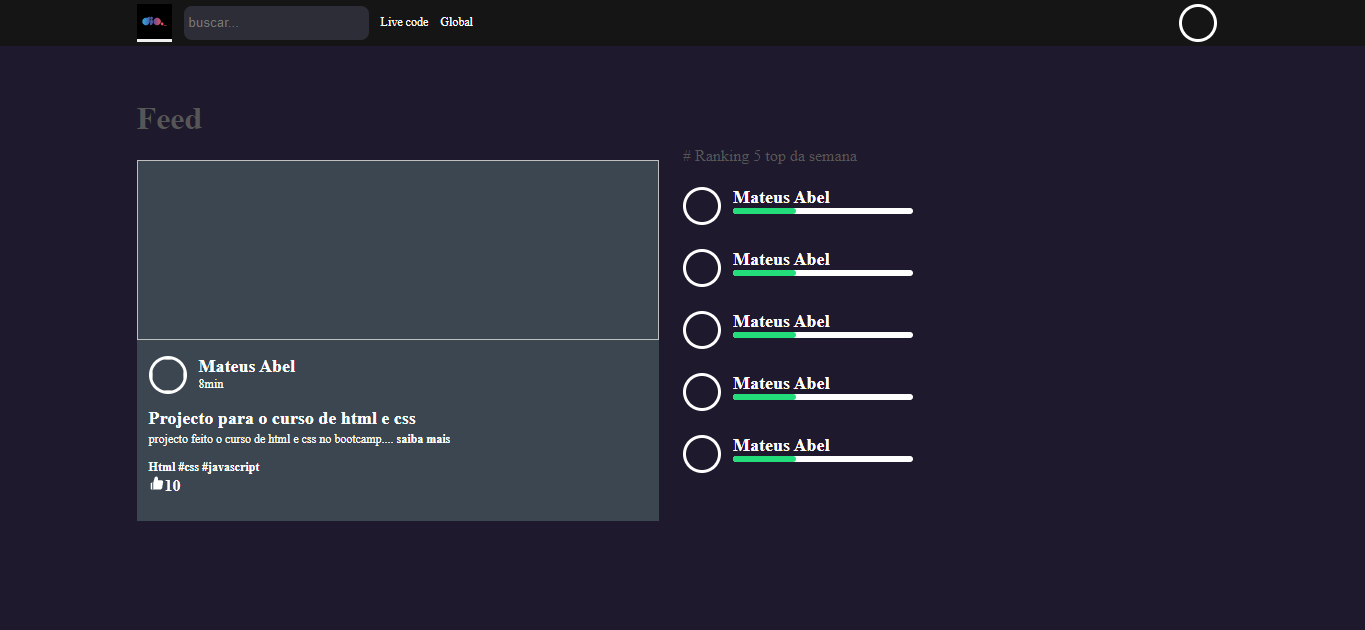 dio.
buscar...
Live code
Global
Feed
Mateus Abel
8min
Projecto para o curso de html e css
projecto feito o curso de html e css no bootcamp.... saiba mais
Html #css #javascript
10
# Ranking 5 top da semana
Mateus Abel
Mateus Abel
Mateus Abel
Mateus Abel
Mateus Abel